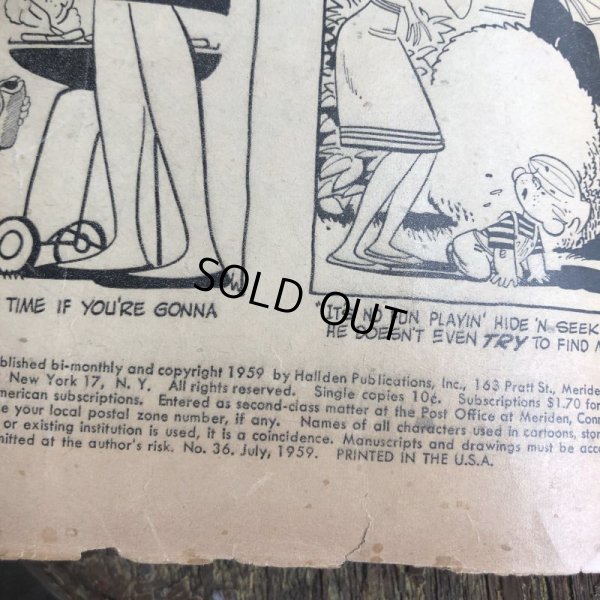 TIME IF YOU'RE GONNA
"IT'S NO FUN PLAYIN' HIDE 'N SEEK
HE DOESN'T EVEN TRY TO FIND
SOLD OUT
blished bi-monthly and copyright 1959 by Hallden Publications, Inc., 163 Pratt St., Meride
New York 17, N. Y. All rights reserved. Single copies 10¢. Subscriptions $1.70 for
merican subscriptions. Entered as second-class matter at the Post Office at Meriden, Conn
e your local postal zone number, if any. Names of all characters used in cartoons, stor
or existing institution is used, it is a coincidence. Manuscripts and drawings must be acco
mitted at the author's risk. No. 36. July, 1959. PRINTED IN THE U.S.A.